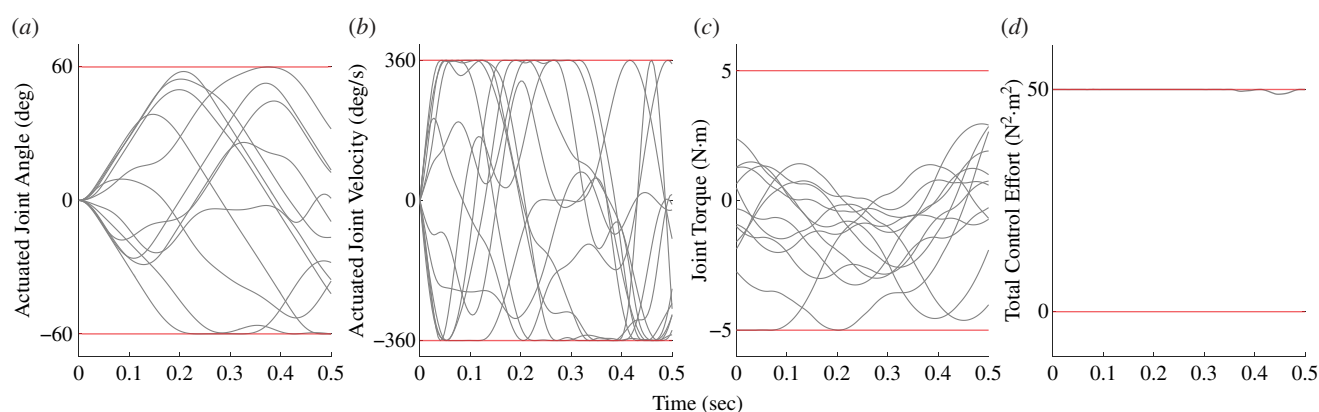 (a)
Actuated Joint Angle (deg)
60
0
−60
0 0.1 0.2 0.3 0.4 0.5
(b)
Actuated Joint Velocity (deg/s)
360
0
−360
0 0.1 0.2 0.3 0.4 0.5
(c)
Joint Torque (N·m)
5
0
−5
0 0.1 0.2 0.3 0.4 0.5
(d)
Total Control Effort (N²·m²)
50
0
0 0.1 0.2 0.3 0.4 0.5
Time (sec)